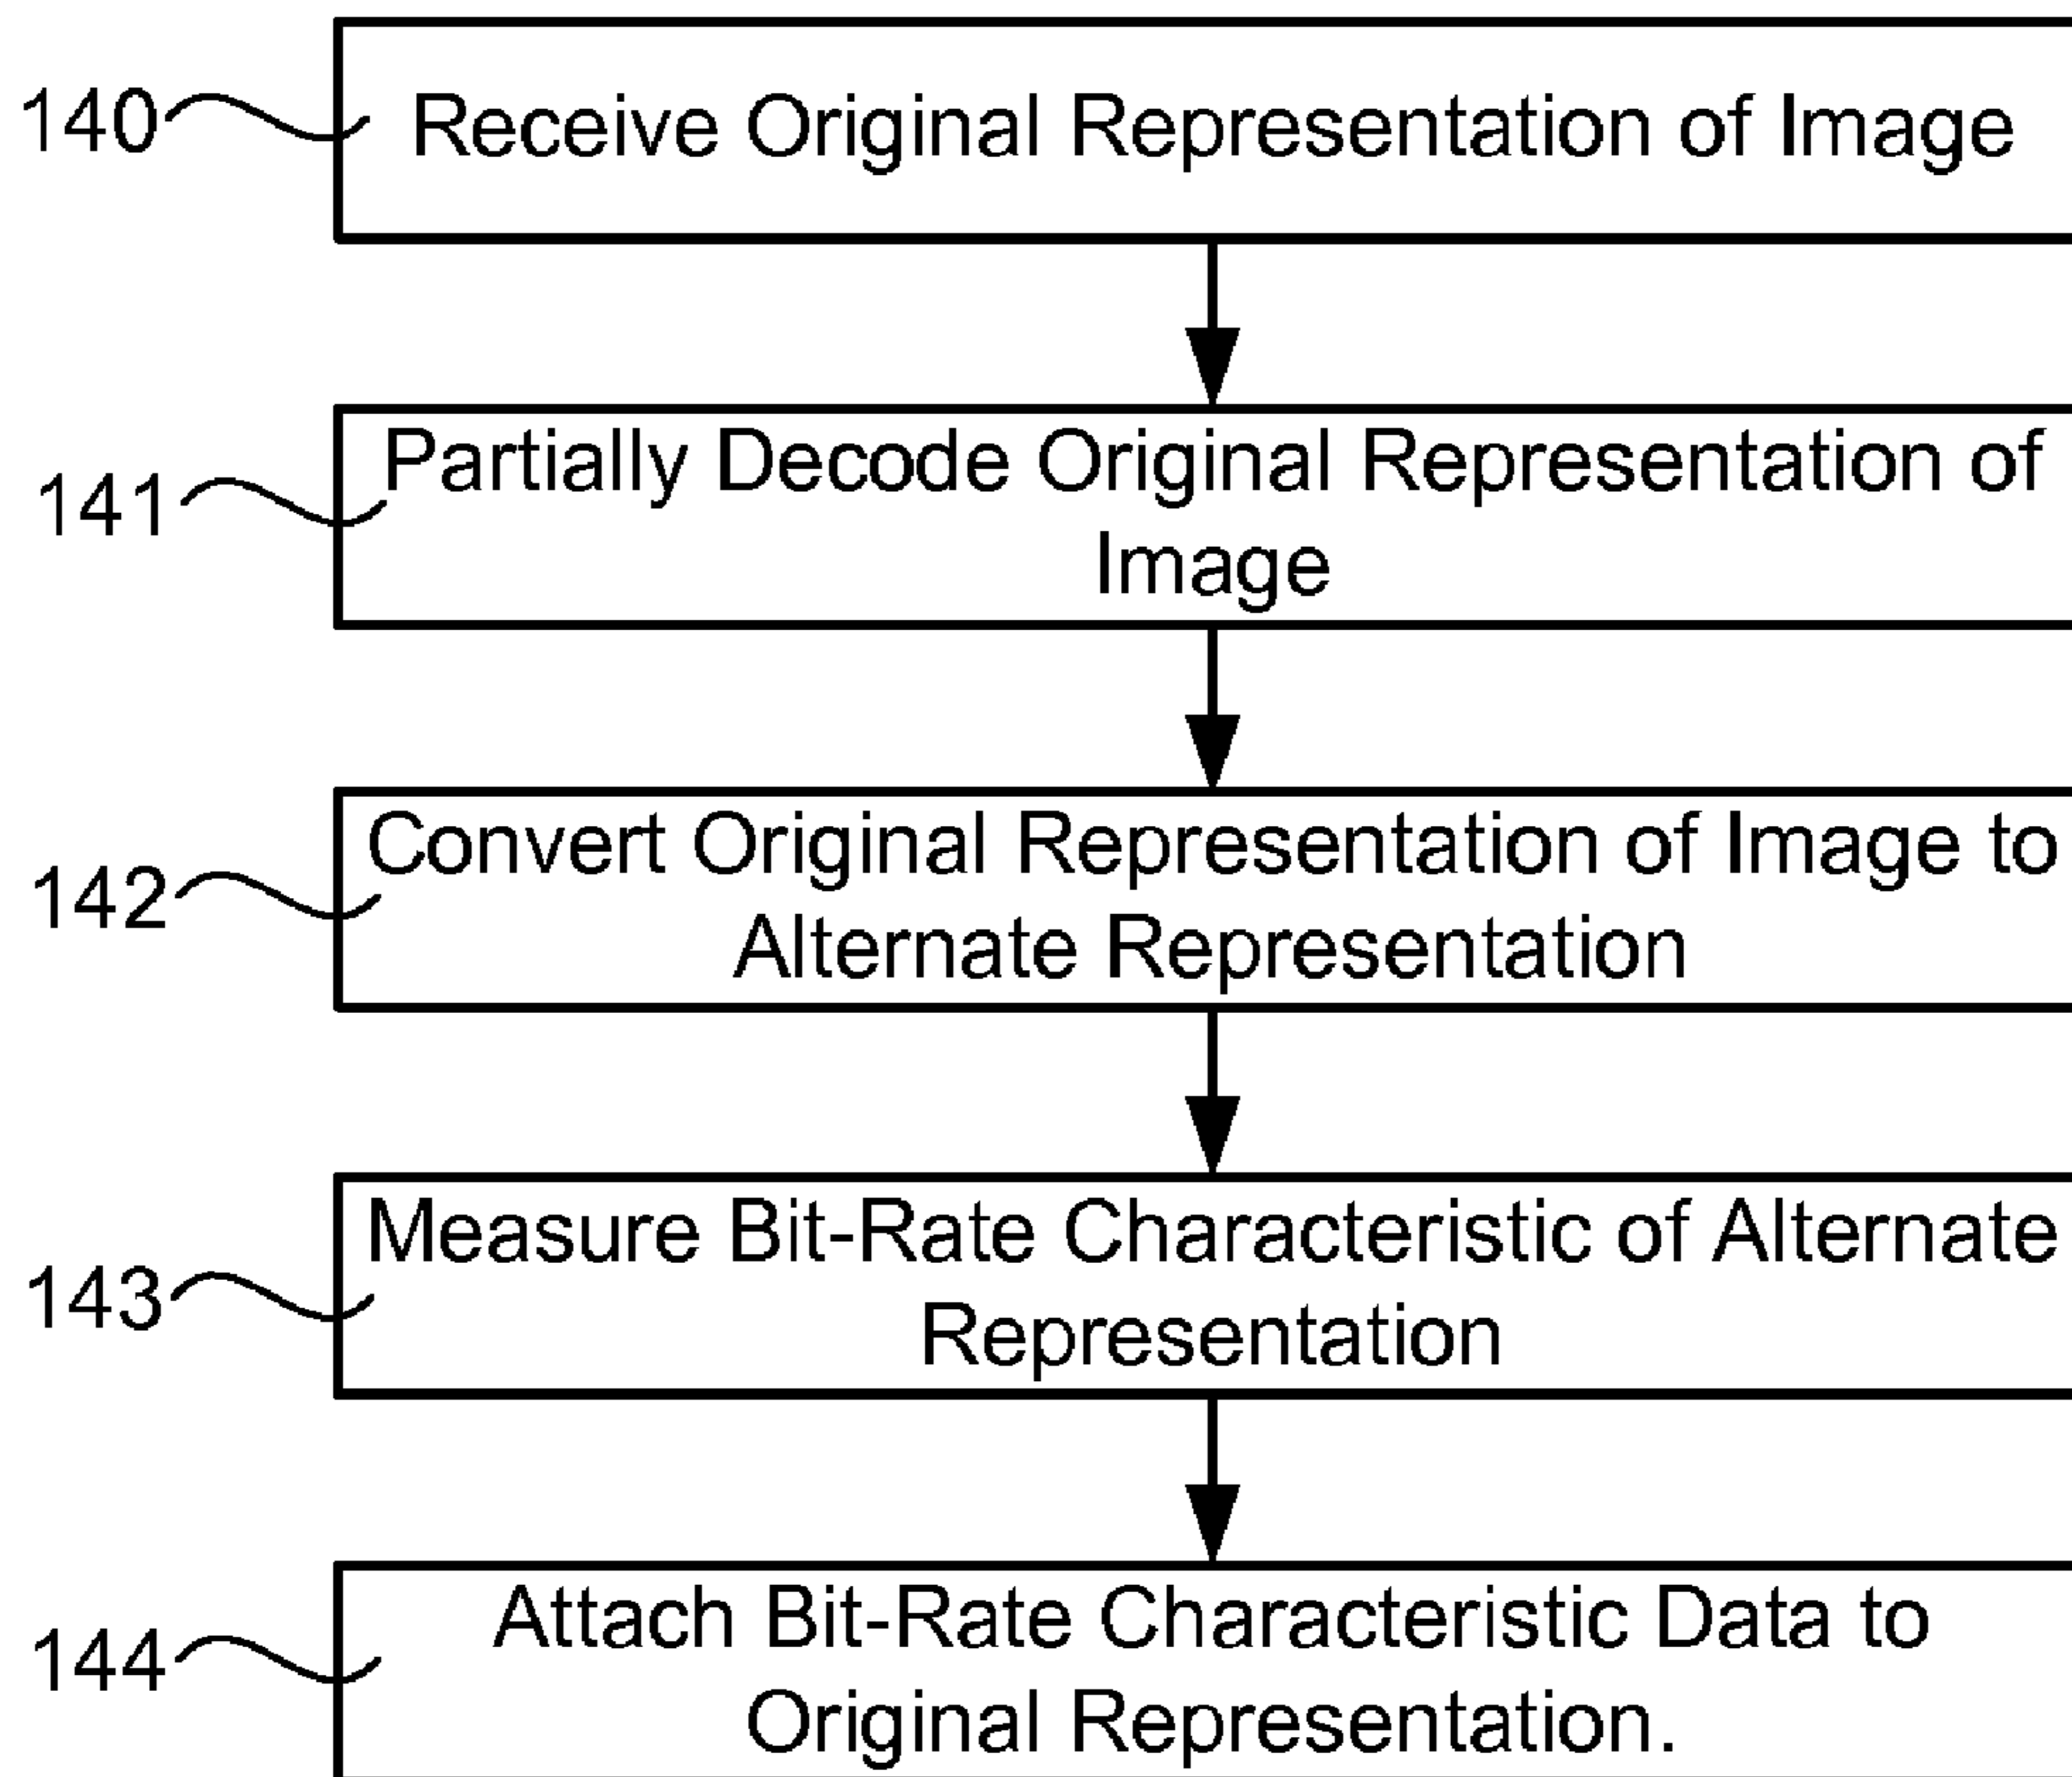 140
Receive Original Representation of Image
141
Partially Decode Original Representation of
Image
142
Convert Original Representation of Image to
Alternate Representation
143
Measure Bit-Rate Characteristic of Alternate
Representation
144
Attach Bit-Rate Characteristic Data to
Original Representation.